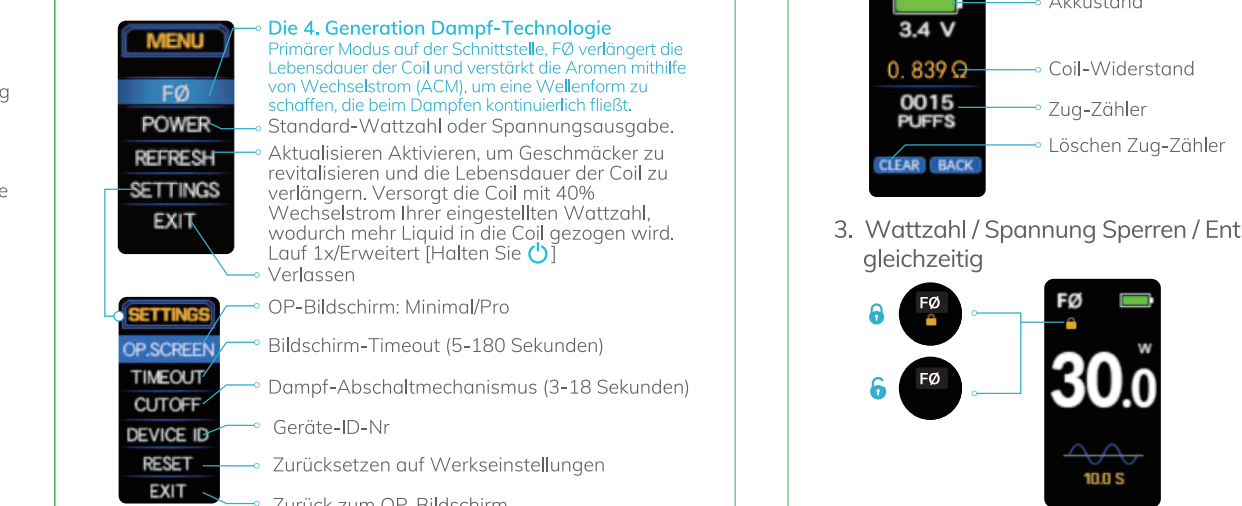 MENU
FØ
POWER
REFRESH
SETTINGS
EXIT
Die 4. Generation Dampf-Technologie
Primärer Modus auf der Schnittstelle, FØ verlängert die
Lebensdauer der Coil und verstärkt die Aromen mithilfe
von Wechselstrom (ACM), um eine Wellenform zu
schaffen, die beim Dampfen kontinuierlich fließt.
Standard-Wattzahl oder Spannungsausgabe.
Aktualisieren Aktivieren, um Geschmäcker zu
revitalisieren und die Lebensdauer der Coil zu
verlängern. Versorgt die Coil mit 40%
Wechselstrom Ihrer eingestellten Wattzahl,
wodurch mehr Liquid in die Coil gezogen wird.
Lauf 1x/Erweitert [Halten Sie ]
Verlassen
SETTINGS
OP.SCREEN
TIMEOUT
CUTOFF
DEVICE ID
RESET
EXIT
OP-Bildschirm: Minimal/Pro
Bildschirm-Timeout (5-180 Sekunden)
Dampf-Abschaltmechanismus (3-18 Sekunden)
Geräte-ID-Nr
Zurücksetzen auf Werkseinstellungen
Zurück zum OP-Bildschirm
3.4 V
0.839Ω
0015
PUFFS
CLEAR BACK
Akkustand
Coil-Widerstand
Zug-Zähler
Löschen Zug-Zähler
3. Wattzahl / Spannung Sperren / Ent
gleichzeitig
FØ
FØ
FØ
W
30.0
10.0 S